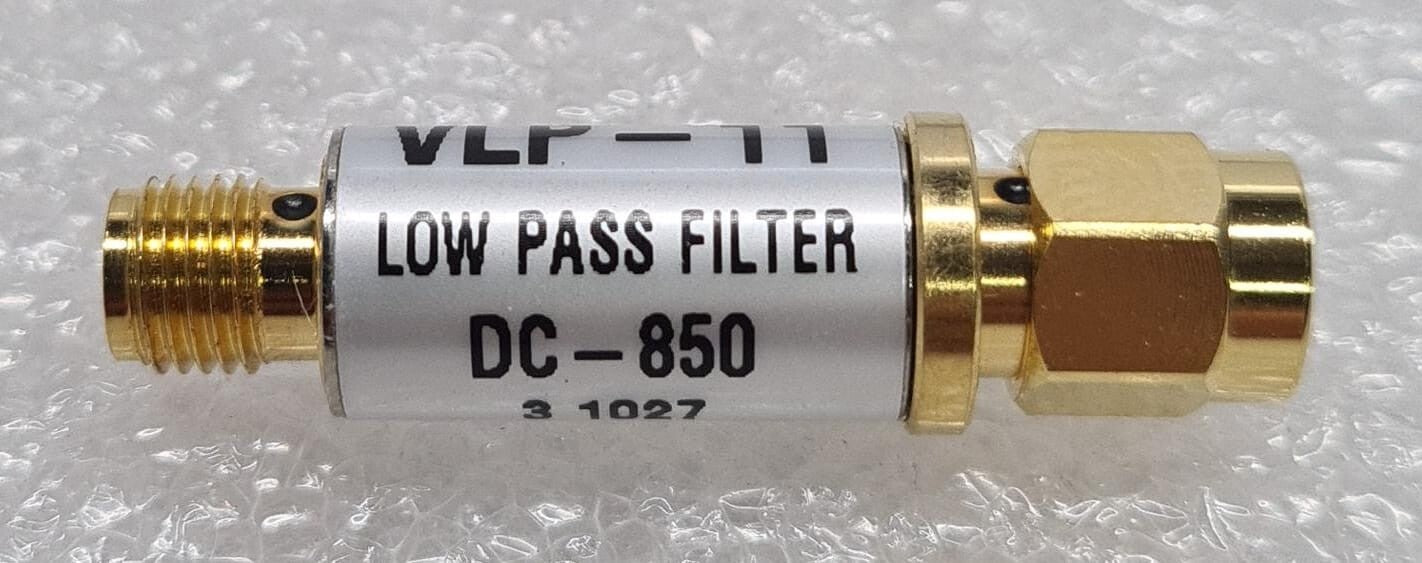 VLP-11
LOW PASS FILTER
DC-850
3 1027